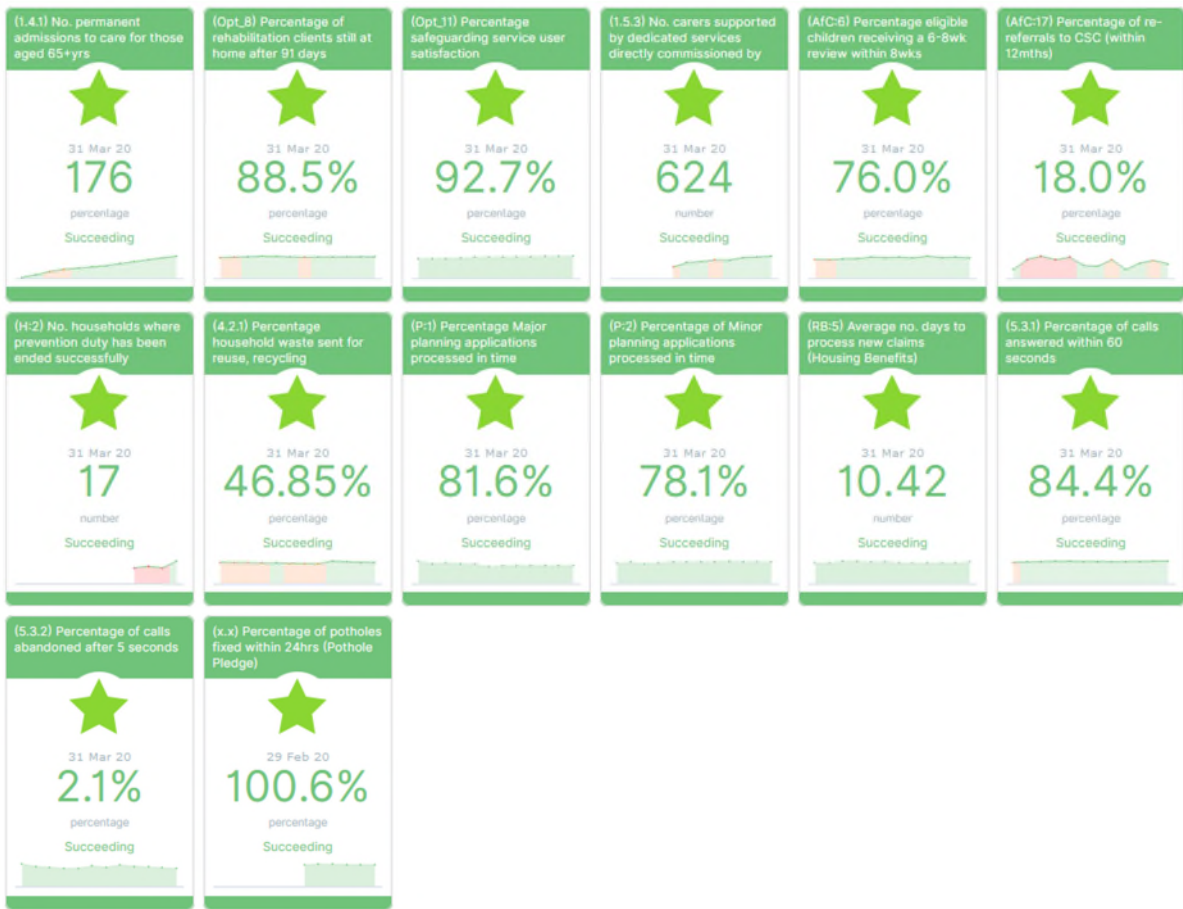 (1.4.1) No. permanent
admissions to care for those
aged 65+yrs
31 Mar 20
176
percentage
Succeeding
(Opt_8) Percentage of
rehabilitation clients still at
home after 91 days
31 Mar 20
88.5%
percentage
Succeeding
(Opt_11) Percentage
safeguarding service user
satisfaction
31 Mar 20
92.7%
percentage
Succeeding
(1.5.3) No. carers supported
by dedicated services
directly commissioned by
31 Mar 20
624
number
Succeeding
(AfC:6) Percentage eligible
children receiving a 6-8wk
review within 8wks
31 Mar 20
76.0%
percentage
Succeeding
(AfC:17) Percentage of re-
referrals to CSC (within
12mths)
31 Mar 20
18.0%
percentage
Succeeding
(H:2) No. households where
prevention duty has been
ended successfully
31 Mar 20
17
number
Succeeding
(4.2.1) Percentage
household waste sent for
reuse, recycling
31 Mar 20
46.85%
percentage
Succeeding
(P:1) Percentage Major
planning applications
processed in time
31 Mar 20
81.6%
percentage
Succeeding
(P:2) Percentage of Minor
planning applications
processed in time
31 Mar 20
78.1%
percentage
Succeeding
(RB:5) Average no. days to
process new claims
(Housing Benefits)
31 Mar 20
10.42
number
Succeeding
(5.3.1) Percentage of calls
answered within 60
seconds
31 Mar 20
84.4%
percentage
Succeeding
(5.3.2) Percentage of calls
abandoned after 5 seconds
31 Mar 20
2.1%
percentage
Succeeding
(x.x) Percentage of potholes
fixed within 24hrs (Pothole
Pledge)
29 Feb 20
100.6%
percentage
Succeeding